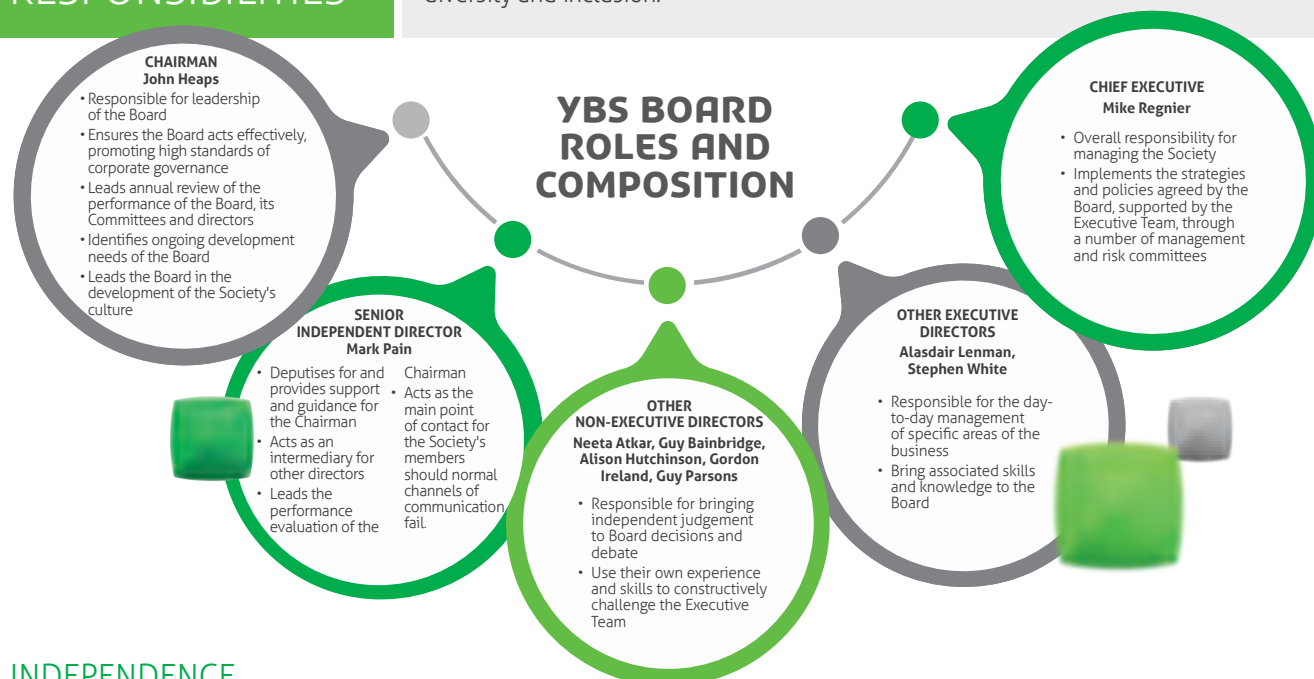 RESPONSIBILITIES
diversity and inclusion.
YBS BOARD
ROLES AND
COMPOSITION
CHAIRMAN
John Heaps
• Responsible for leadership
of the Board
• Ensures the Board acts effectively,
promoting high standards of
corporate governance
• Leads annual review of the
performance of the Board, its
Committees and directors
• Identifies ongoing development
needs of the Board
• Leads the Board in the
development of the Society's
culture
SENIOR
INDEPENDENT DIRECTOR
Mark Pain
• Deputises for and
provides support
and guidance for
the Chairman
• Acts as an
intermediary for
other directors
• Leads the
performance
evaluation of the
Chairman
• Acts as the
main point
of contact for
the Society's
members
should normal
channels of
communication
fail.
OTHER
NON-EXECUTIVE DIRECTORS
Neeta Atkar, Guy Bainbridge,
Alison Hutchinson, Gordon
Ireland, Guy Parsons
• Responsible for bringing
independent judgement
to Board decisions and
debate
• Use their own experience
and skills to constructively
challenge the Executive
Team
OTHER EXECUTIVE
DIRECTORS
Alasdair Lenman,
Stephen White
• Responsible for the day-
to-day management
of specific areas of the
business
• Bring associated skills
and knowledge to the
Board
CHIEF EXECUTIVE
Mike Regnier
• Overall responsibility for
managing the Society
• Implements the strategies
and policies agreed by the
Board, supported by the
Executive Team, through
a number of management
and risk committees
INDEPENDENCE